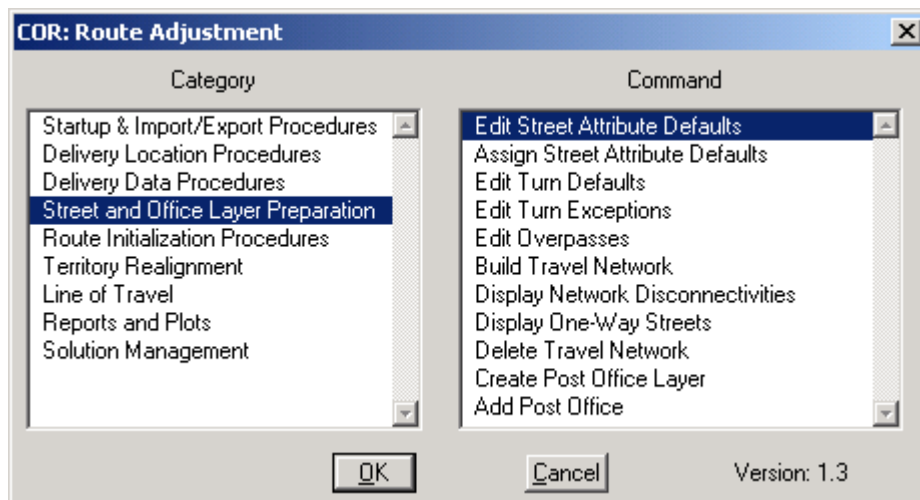 COR: Route Adjustment
Category
Command
Startup & Import/Export Procedures
Delivery Location Procedures
Delivery Data Procedures
Street and Office Layer Preparation
Route Initialization Procedures
Territory Realignment
Line of Travel
Reports and Plots
Solution Management
Edit Street Attribute Defaults
Assign Street Attribute Defaults
Edit Turn Defaults
Edit Turn Exceptions
Edit Overpasses
Build Travel Network
Display Network Disconnectivities
Display One-Way Streets
Delete Travel Network
Create Post Office Layer
Add Post Office
OK
Cancel
Version: 1.3